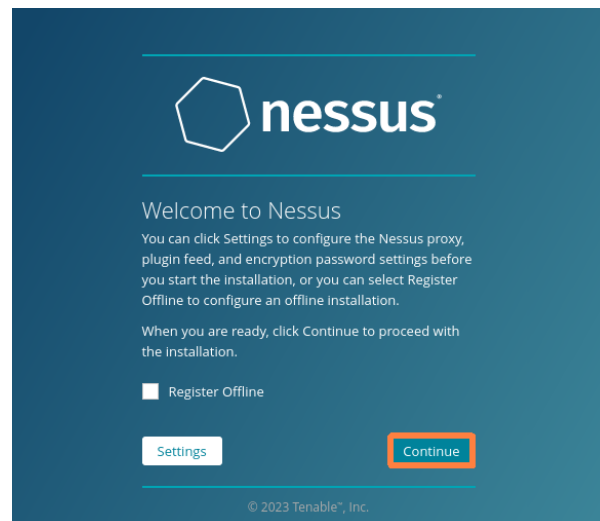 nessus®
Welcome to Nessus
You can click Settings to configure the Nessus proxy,
plugin feed, and encryption password settings before
you start the installation, or you can select Register
Offline to configure an offline installation.
When you are ready, click Continue to proceed with
the installation.
Register Offline
Settings
Continue
© 2023 Tenable™, Inc.